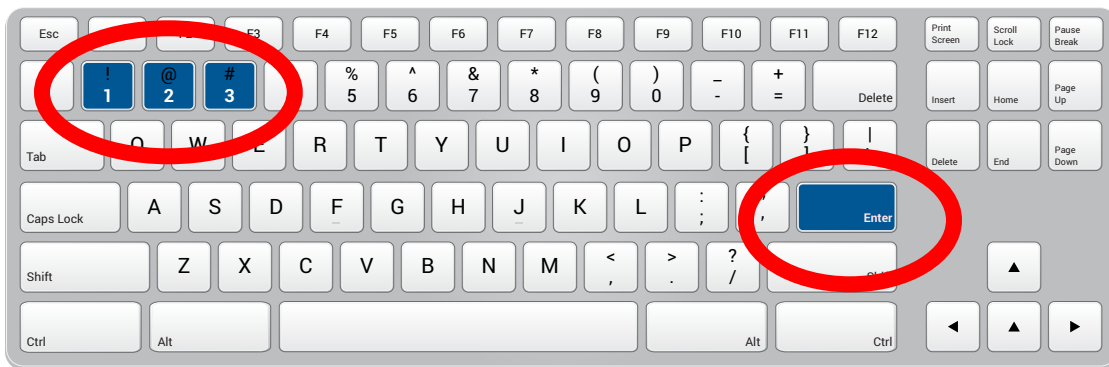 Esc F3 F4 F5 F6 F7 F8 F9 F10 F11 F12 Print Screen Scroll Lock Pause Break
! @ # % ^ & * ( ) _ +
1 2 3 5 6 7 8 9 0 - = Delete Insert Home Page Up
{ } |
Tab Q W E R T Y U I O P [ Delete End Page Down
Caps Lock A S D F G H J K L : ; , Enter
< > ?
Shift Z X C V B N M , . /
Ctrl Alt Alt Ctrl